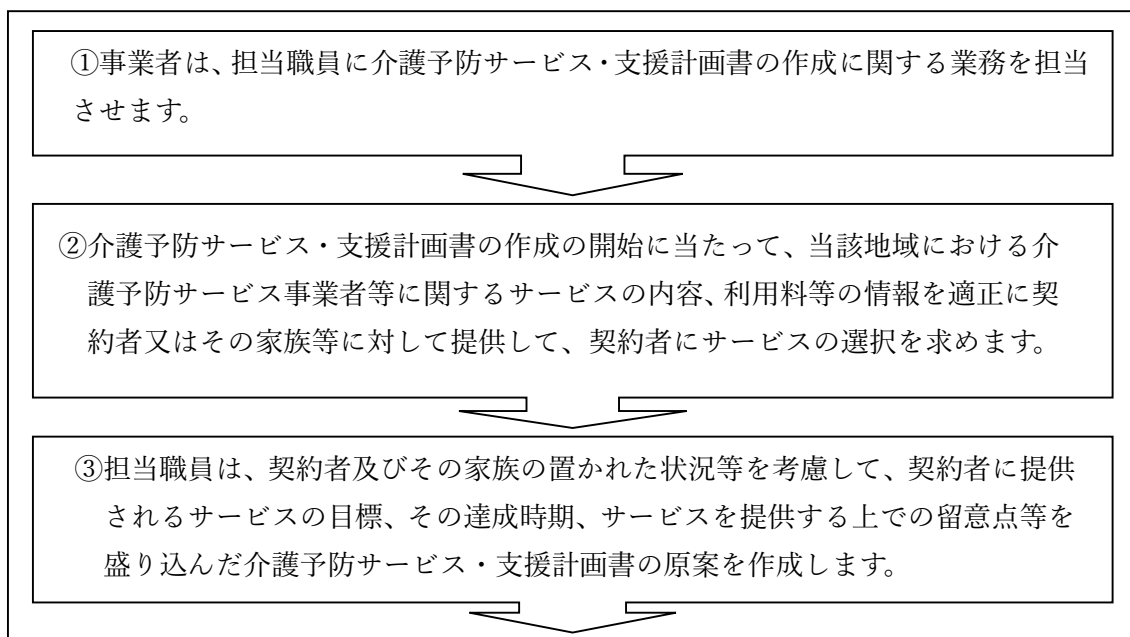 ①事業者は、担当職員に介護予防サービス・支援計画書の作成に関する業務を担当
させます。
②介護予防サービス・支援計画書の作成の開始に当たって、当該地域における介
護予防サービス事業者等に関するサービスの内容、利用料等の情報を適正に契
約者又はその家族等に対して提供して、契約者にサービスの選択を求めます。
③担当職員は、契約者及びその家族の置かれた状況等を考慮して、契約者に提供
されるサービスの目標、その達成時期、サービスを提供する上での留意点等を
盛り込んだ介護予防サービス・支援計画書の原案を作成します。